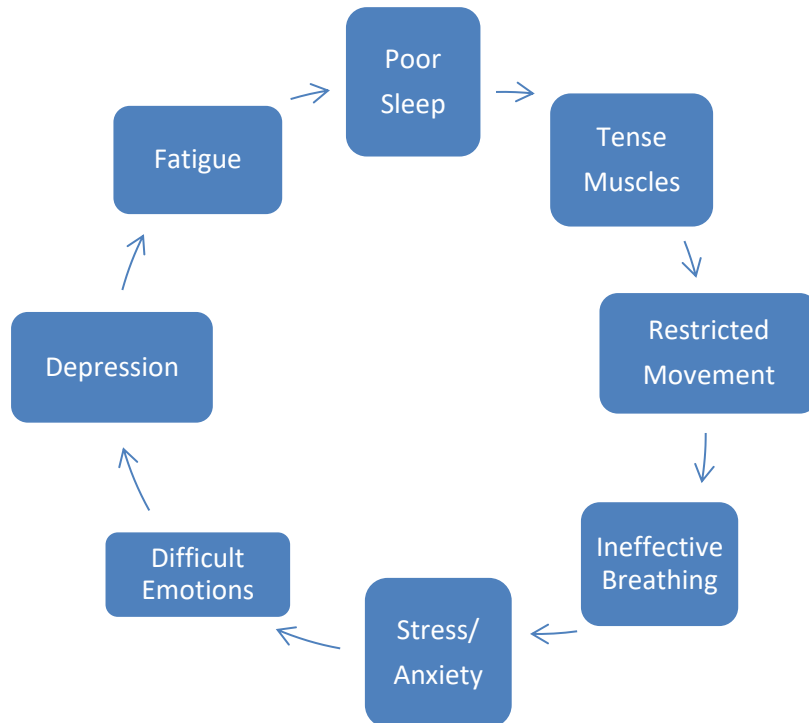 Poor
Sleep
Tense
Muscles
Restricted
Movement
Ineffective
Breathing
Stress/
Anxiety
Difficult
Emotions
Depression
Fatigue